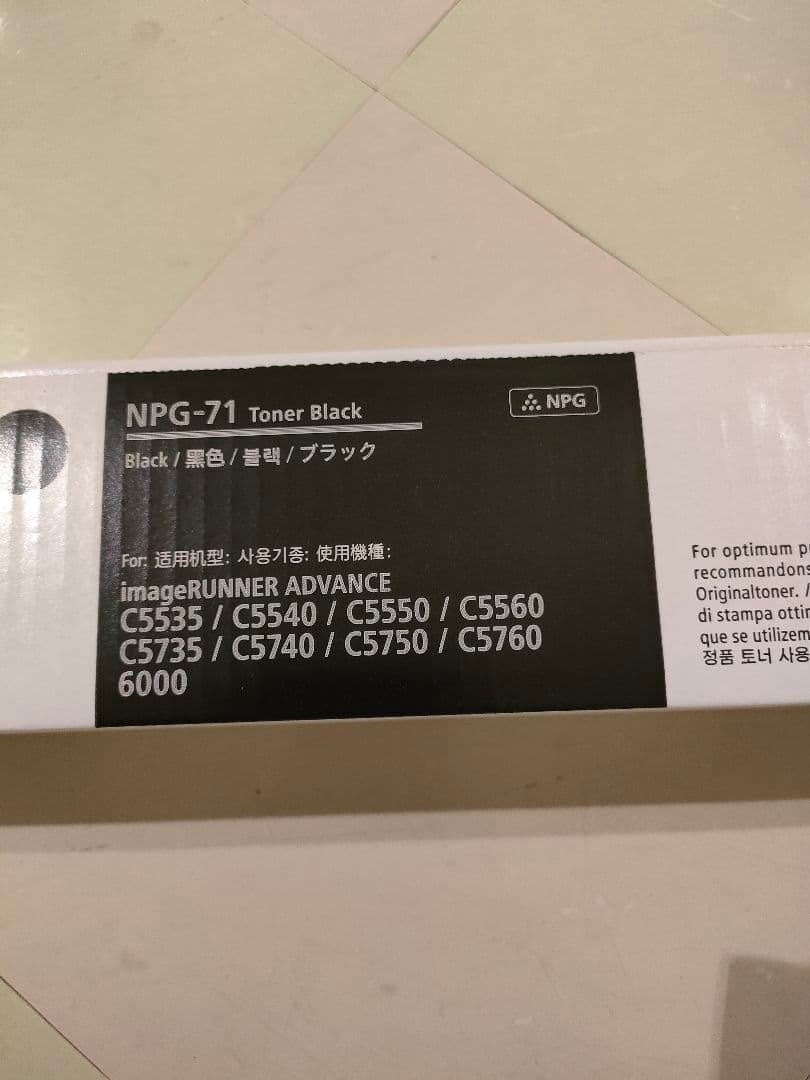 NPG-71 Toner Black
NPG
Black / 黑色 / 블랙 / ブラック
For: 适用机型: 사용기종: 使用機種:
imageRUNNER ADVANCE
C5535 / C5540 / C5550 / C5560
C5735 / C5740 / C5750 / C5760
6000
For optimum p
recommandons
Originaltoner. /
di stampa otti
que se utilizem
정품 토너 사용